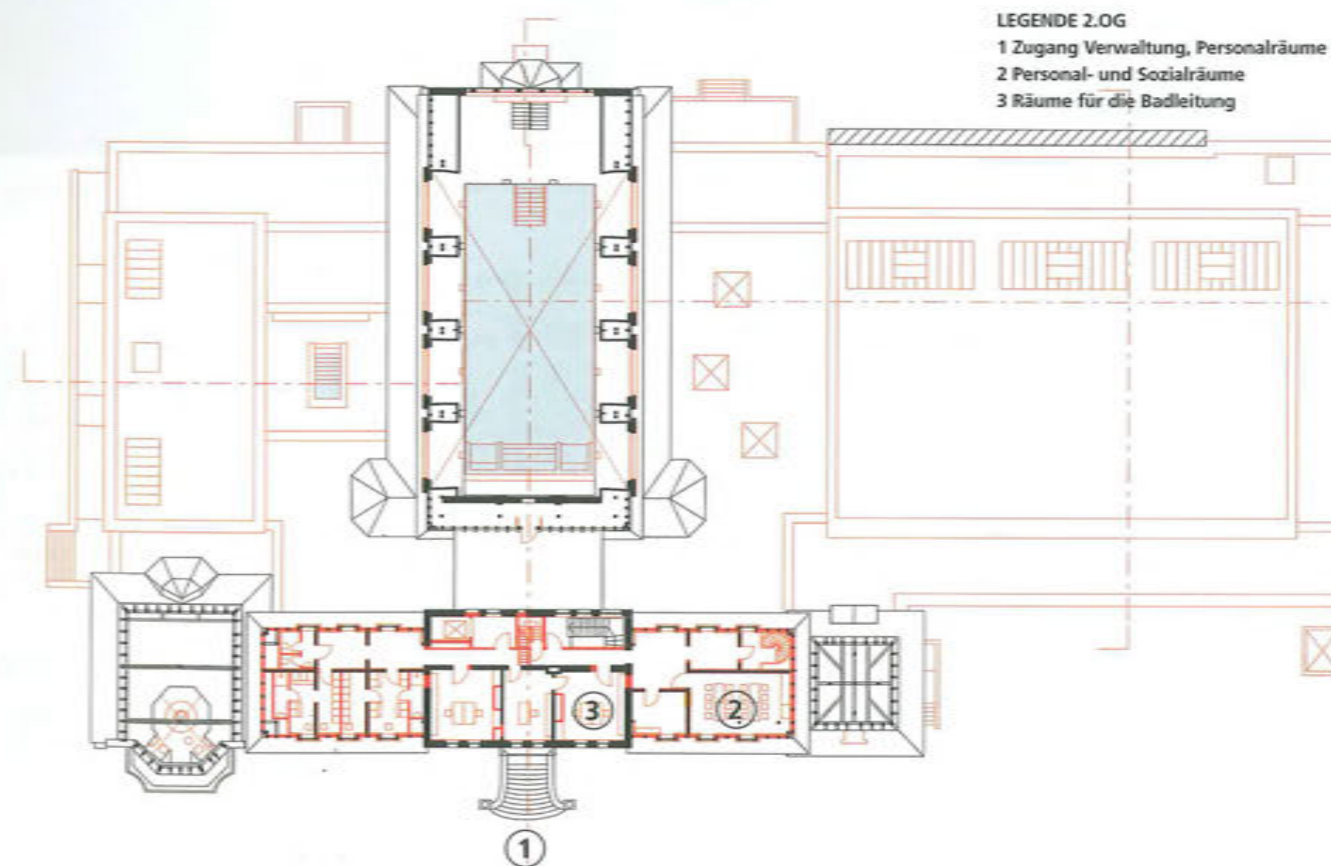 LEGENDE 2.OG
1 Zugang Verwaltung, Personalräume
2 Personal- und Sozialräume
3 Räume für die Badleitung
3
2
1